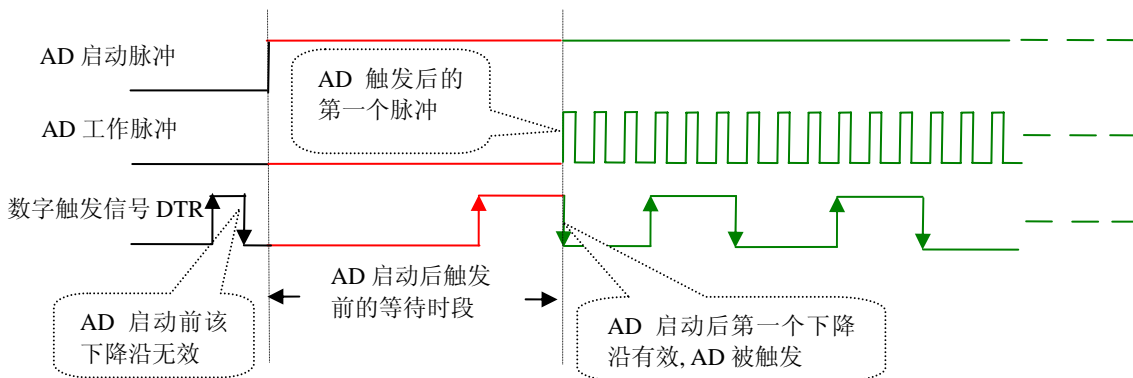 AD 启动脉冲
AD 触发后的
第一个脉冲
AD 工作脉冲
数字触发信号 DTR
AD 启动后触发
前的等待时段
AD 启动前该
下降沿无效
AD 启动后第一个下降
沿有效, AD 被触发